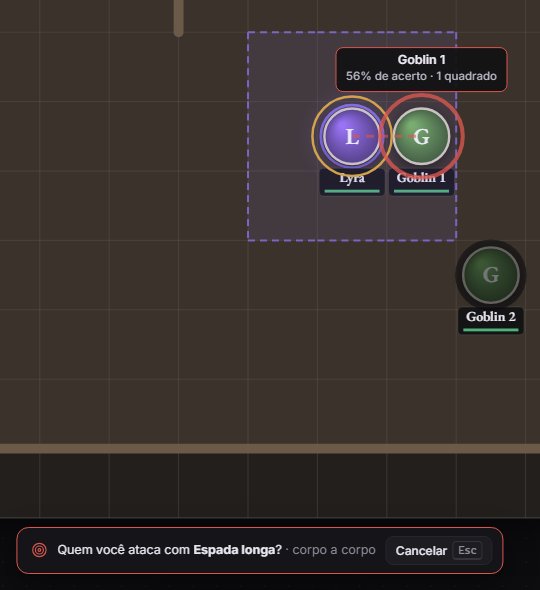 Goblin 1
56% de acerto · 1 quadrado
L
G
Lyra
Goblin 1
G
Goblin 2
Quem você ataca com Espada longa? · corpo a corpo
Cancelar Esc